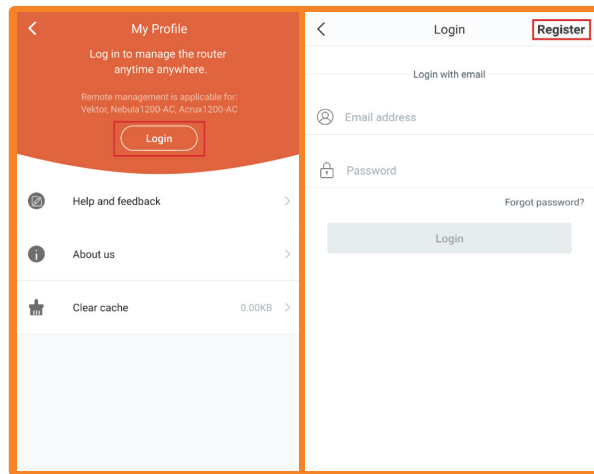 My Profile
Log in to manage the router
anytime anywhere.
Remote management is applicable for:
Vektor, Nebula1200-AC, Acrux1200-AC
Login
Help and feedback
About us
Clear cache 0.00KB
Login Register
Login with email
Email address
Password
Forgot password?
Login